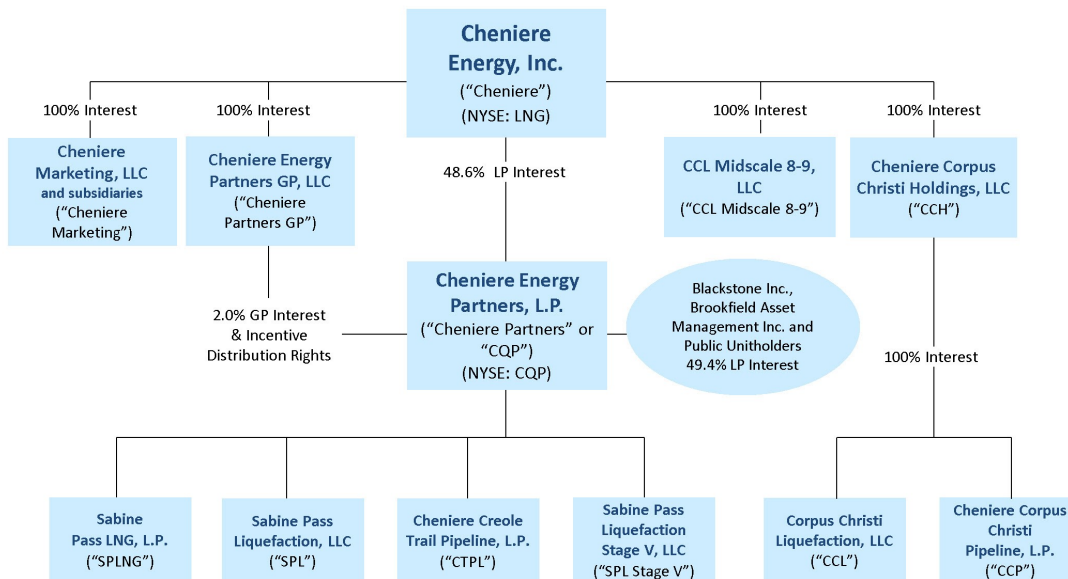 Cheniere
Energy, Inc.
(“Cheniere”)
(NYSE: LNG)
100% Interest
100% Interest
100% Interest
100% Interest
Cheniere
Marketing, LLC
and subsidiaries
(“Cheniere
Marketing”)
Cheniere Energy
Partners GP, LLC
(“Cheniere
Partners GP”)
48.6% LP Interest
CCL Midscale 8-9,
LLC
(“CCL Midscale 8-9”)
Cheniere Corpus
Christi Holdings, LLC
(“CCH”)
2.0% GP Interest
& Incentive
Distribution Rights
Cheniere Energy
Partners, L.P.
(“Cheniere Partners” or
“CQP”)
(NYSE: CQP)
Blackstone Inc.,
Brookfield Asset
Management Inc. and
Public Unitholders
49.4% LP Interest
100% Interest
Sabine
Pass LNG, L.P.
(“SPLNG”)
Sabine Pass
Liquefaction, LLC
(“SPL”)
Cheniere Creole
Trail Pipeline, L.P.
(“CTPL”)
Sabine Pass
Liquefaction
Stage V, LLC
(“SPL Stage V”)
Corpus Christi
Liquefaction, LLC
(“CCL”)
Cheniere Corpus
Christi
Pipeline, L.P.
(“CCP”)